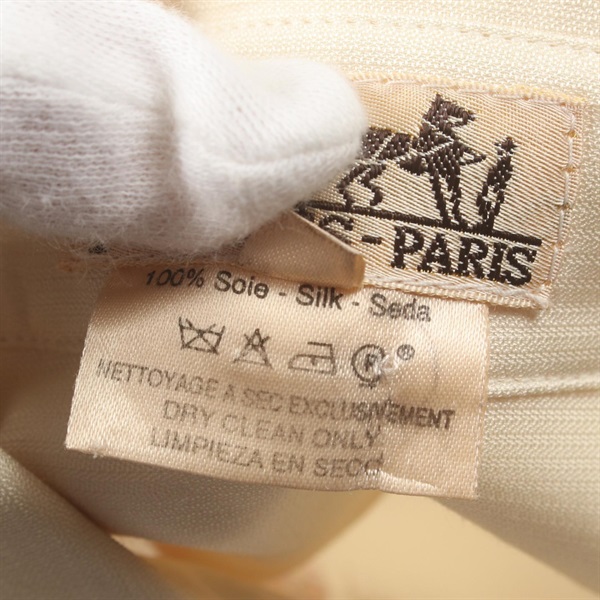 - PARIS
100% Soie - Silk - Seda
NETTOYAGE A SEC EXCLUSIVEMENT
DRY CLEAN ONLY
LIMPIEZA EN SECO